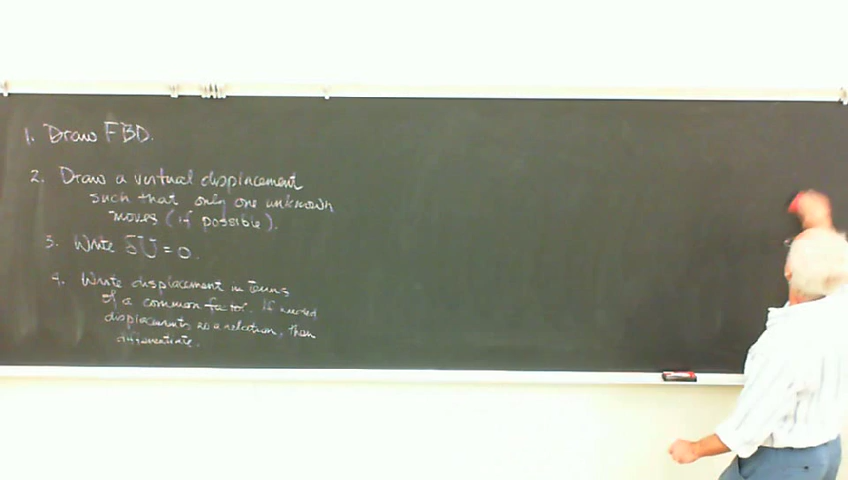 1. Draw FBD.
2. Draw a virtual displacement
such that only one unknown
moves (if possible).
3. Write δU = 0.
4. Write displacement in terms
of a common factor. If needed
displacements as a relation, then
differentiate.